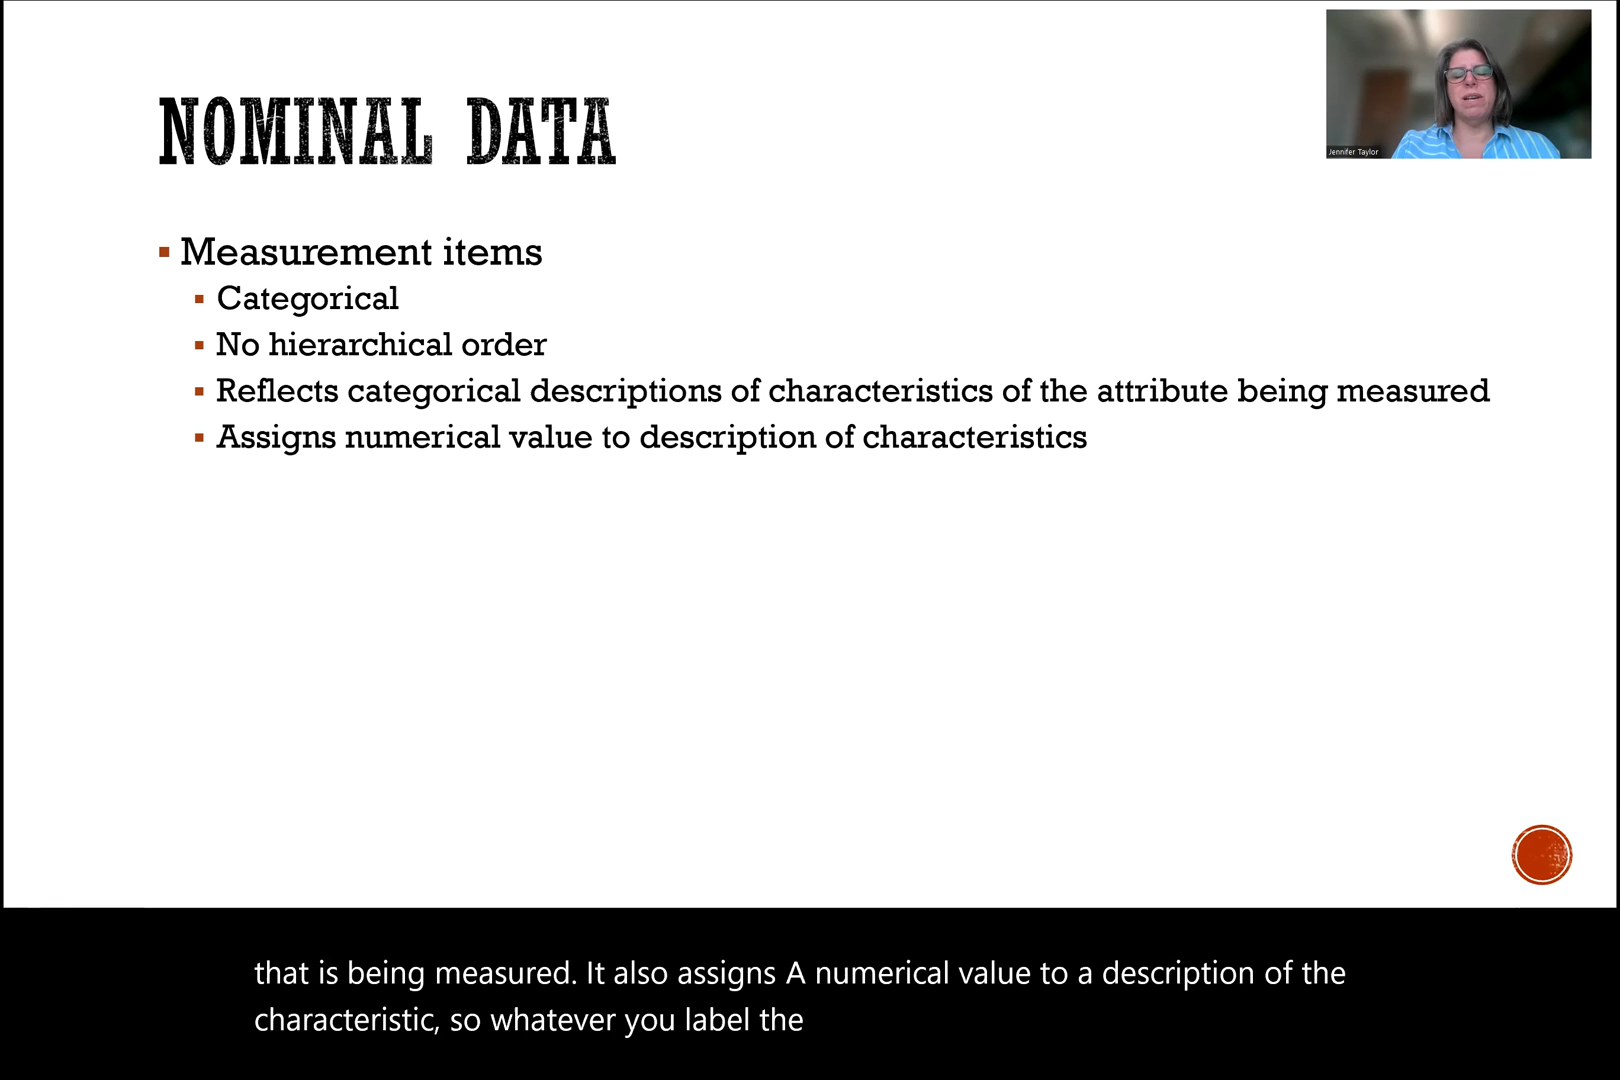 NOMINAL DATA
Jennifer Taylor
Measurement items
Categorical
No hierarchical order
Reflects categorical descriptions of characteristics of the attribute being measured
Assigns numerical value to description of characteristics
that is being measured. It also assigns A numerical value to a description of the
characteristic, so whatever you label the